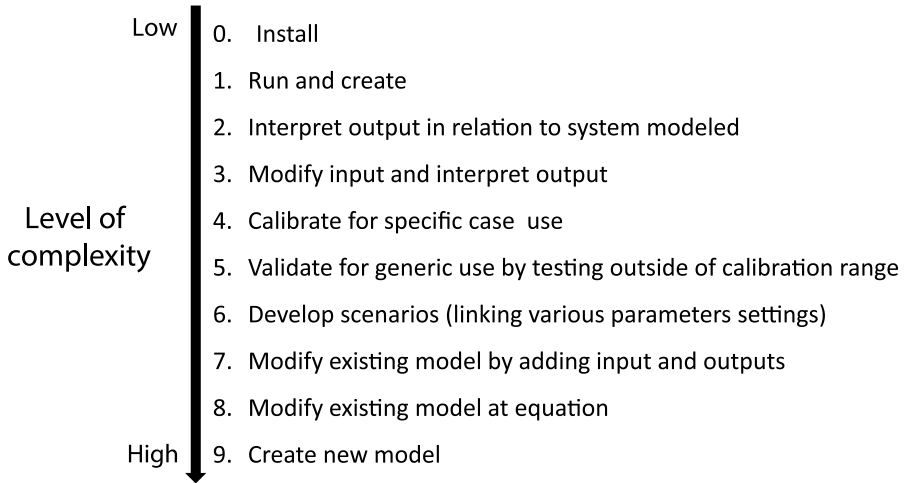 Low
0. Install
1. Run and create
2. Interpret output in relation to system modeled
3. Modify input and interpret output
Level of
complexity
4. Calibrate for specific case use
5. Validate for generic use by testing outside of calibration range
6. Develop scenarios (linking various parameters settings)
7. Modify existing model by adding input and outputs
8. Modify existing model at equation
High
9. Create new model